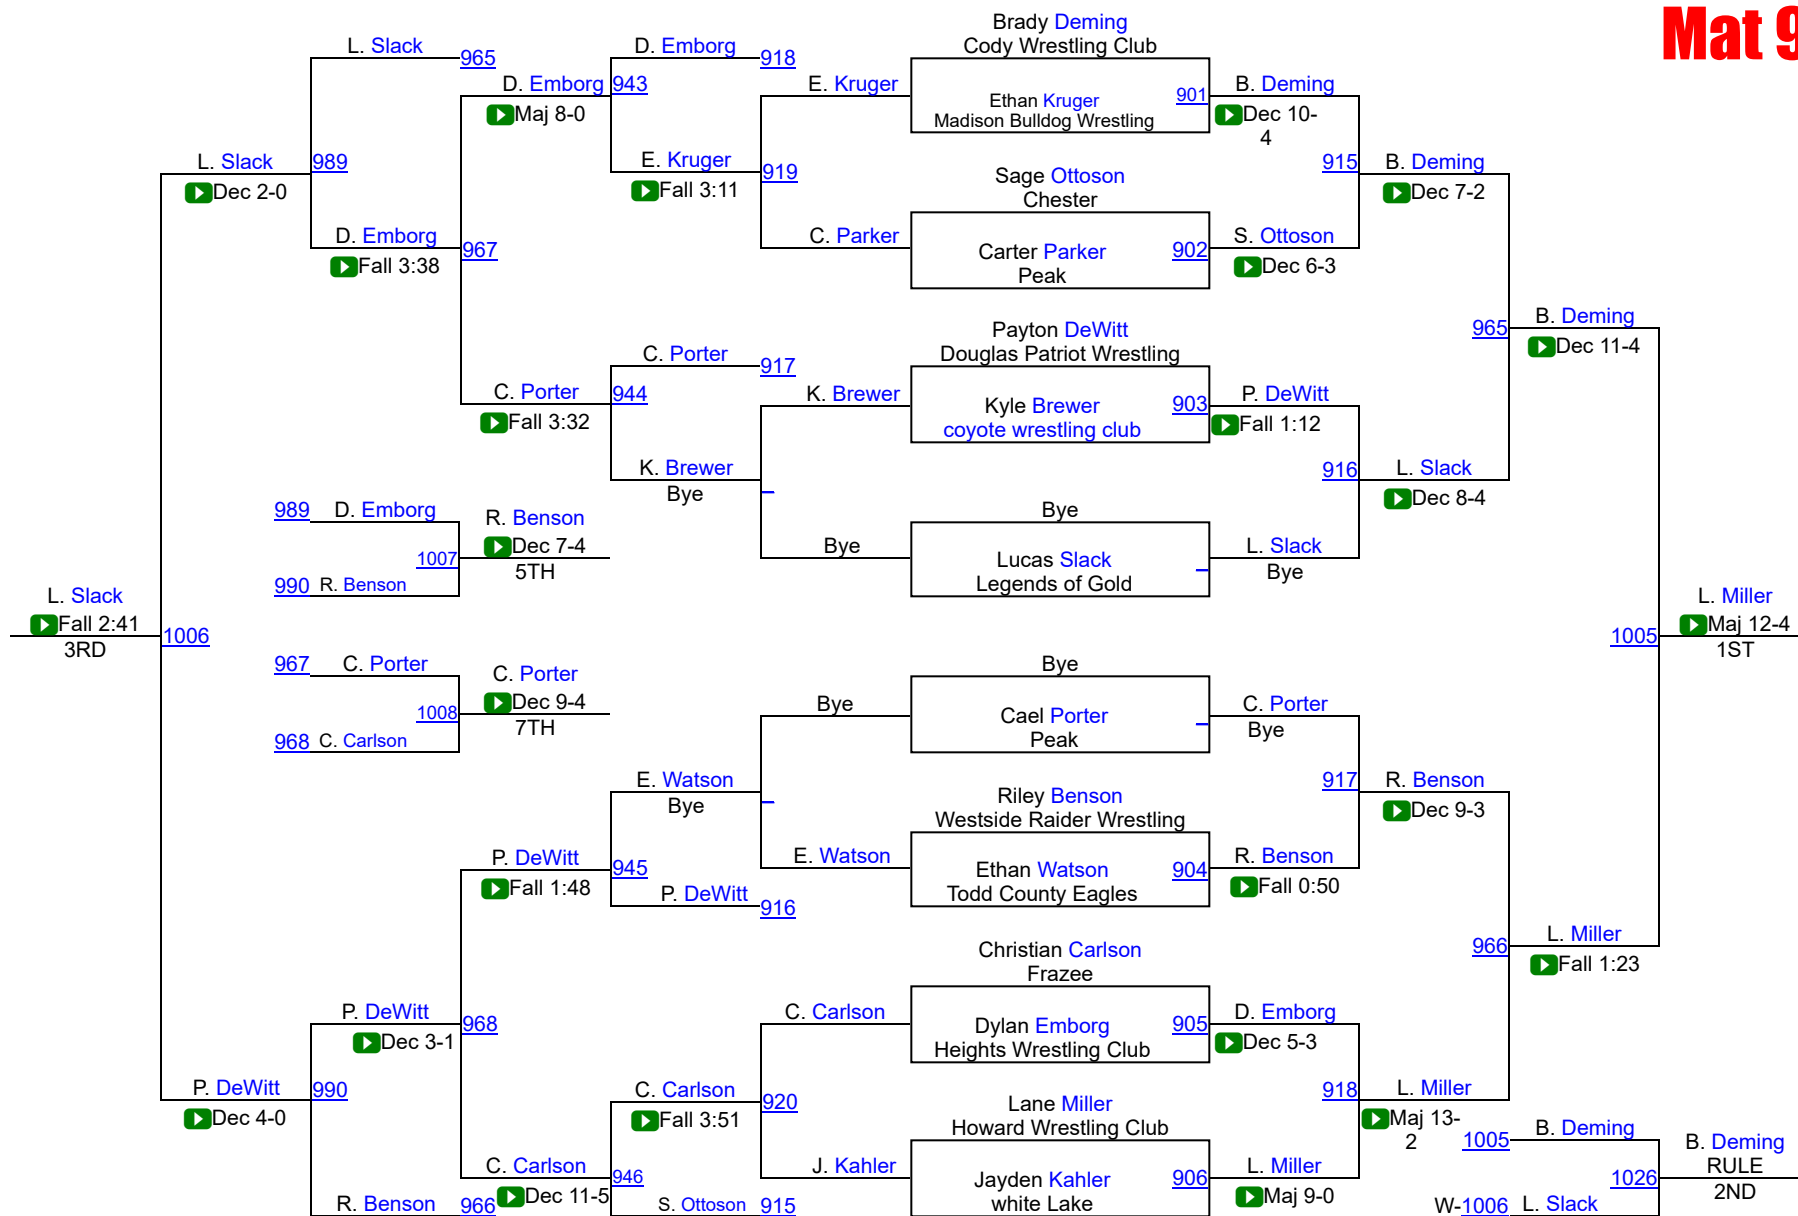 Mat 9
Brady Deming
Cody Wrestling Club
L. Slack
965
D. Emborg
918
D. Emborg
943
Maj 8-0
E. Kruger
Ethan Kruger
Madison Bulldog Wrestling
901
B. Deming
Dec 10-
4
L. Slack
989
Dec 2-0
E. Kruger
919
Fall 3:11
Sage Ottoson
Chester
915
B. Deming
Dec 7-2
D. Emborg
Fall 3:38
967
C. Parker
Carter Parker
Peak
902
S. Ottoson
Dec 6-3
Payton DeWitt
Douglas Patriot Wrestling
965
B. Deming
Dec 11-4
C. Porter
917
C. Porter
944
Fall 3:32
K. Brewer
Kyle Brewer
coyote wrestling club
903
P. DeWitt
Fall 1:12
K. Brewer
Bye
916
L. Slack
Dec 8-4
989
D. Emborg
R. Benson
Dec 7-4
5TH
1007
990
R. Benson
Bye
Bye
Lucas Slack
Legends of Gold
L. Slack
Bye
L. Slack
Fall 2:41
3RD
1006
1005
L. Miller
Maj 12-4
1ST
967
C. Porter
C. Porter
Dec 9-4
7TH
1008
968
C. Carlson
Bye
Bye
Cael Porter
Peak
C. Porter
Bye
E. Watson
Bye
Riley Benson
Westside Raider Wrestling
917
R. Benson
Dec 9-3
P. DeWitt
Fall 1:48
945
E. Watson
Ethan Watson
Todd County Eagles
904
R. Benson
Fall 0:50
P. DeWitt
916
Christian Carlson
Frazee
966
L. Miller
Fall 1:23
P. DeWitt
968
Dec 3-1
C. Carlson
Dylan Emborg
Heights Wrestling Club
905
D. Emborg
Dec 5-3
P. DeWitt
990
Dec 4-0
C. Carlson
920
Fall 3:51
Lane Miller
Howard Wrestling Club
918
L. Miller
Maj 13-
2
1005
B. Deming
B. Deming
RULE
2ND
C. Carlson
946
Dec 11-5
J. Kahler
Jayden Kahler
white Lake
906
L. Miller
Maj 9-0
1026
R. Benson
966
S. Ottoson
915
W-1006
L. Slack